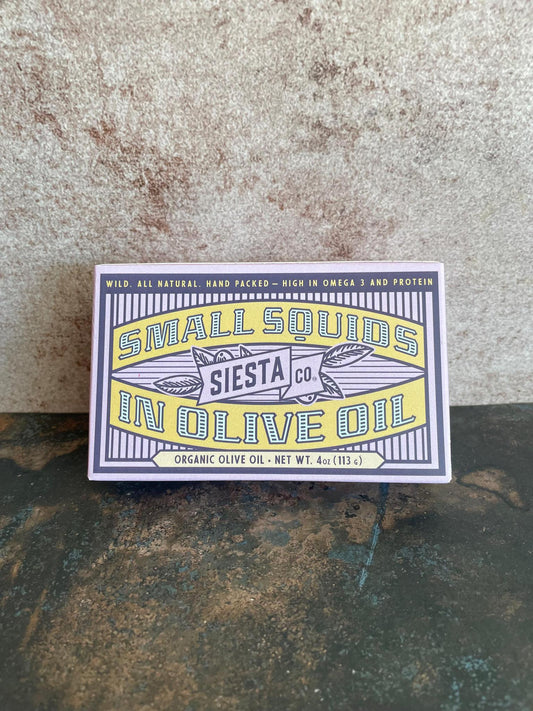 WILD. ALL NATURAL. HAND PACKED — HIGH IN OMEGA 3 AND PROTEIN
SMALL SQUIDS
SIESTA CO.
IN OLIVE OIL
ORGANIC OLIVE OIL • NET WT. 4oz (113 g)